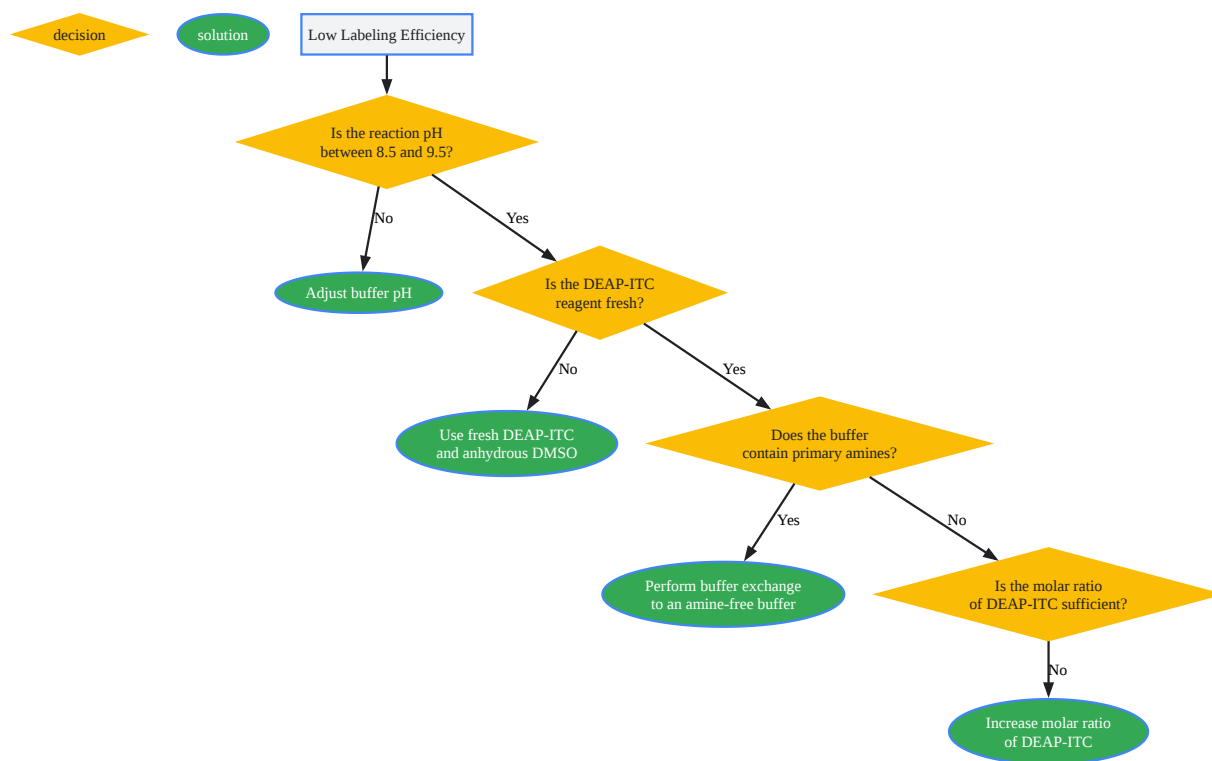 decision
solution
Low Labeling Efficiency
Is the reaction pH
between 8.5 and 9.5?
No
Yes
Adjust buffer pH
Is the DEAP-ITC
reagent fresh?
No
Yes
Use fresh DEAP-ITC
and anhydrous DMSO
Does the buffer
contain primary amines?
Yes
No
Perform buffer exchange
to an amine-free buffer
Is the molar ratio
of DEAP-ITC sufficient?
No
Increase molar ratio
of DEAP-ITC